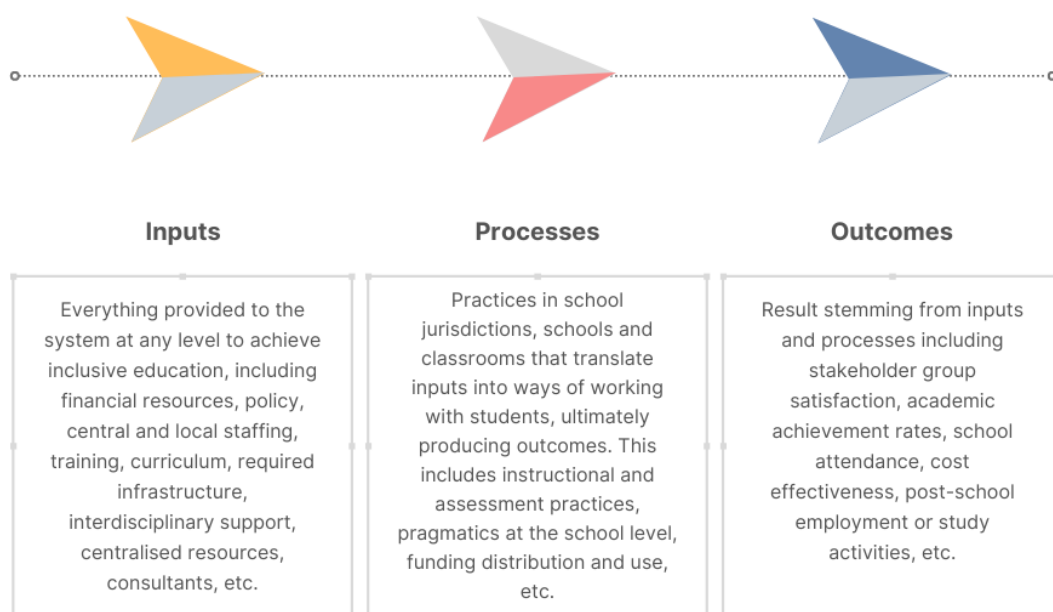 Inputs
Everything provided to the
system at any level to achieve
inclusive education, including
financial resources, policy,
central and local staffing,
training, curriculum, required
infrastructure,
interdisciplinary support,
centralised resources,
consultants, etc.
Processes
Practices in school
jurisdictions, schools and
classrooms that translate
inputs into ways of working
with students, ultimately
producing outcomes. This
includes instructional and
assessment practices,
pragmatics at the school level,
funding distribution and use,
etc.
Outcomes
Result stemming from inputs
and processes including
stakeholder group
satisfaction, academic
achievement rates, school
attendance, cost
effectiveness, post-school
employment or study
activities, etc.